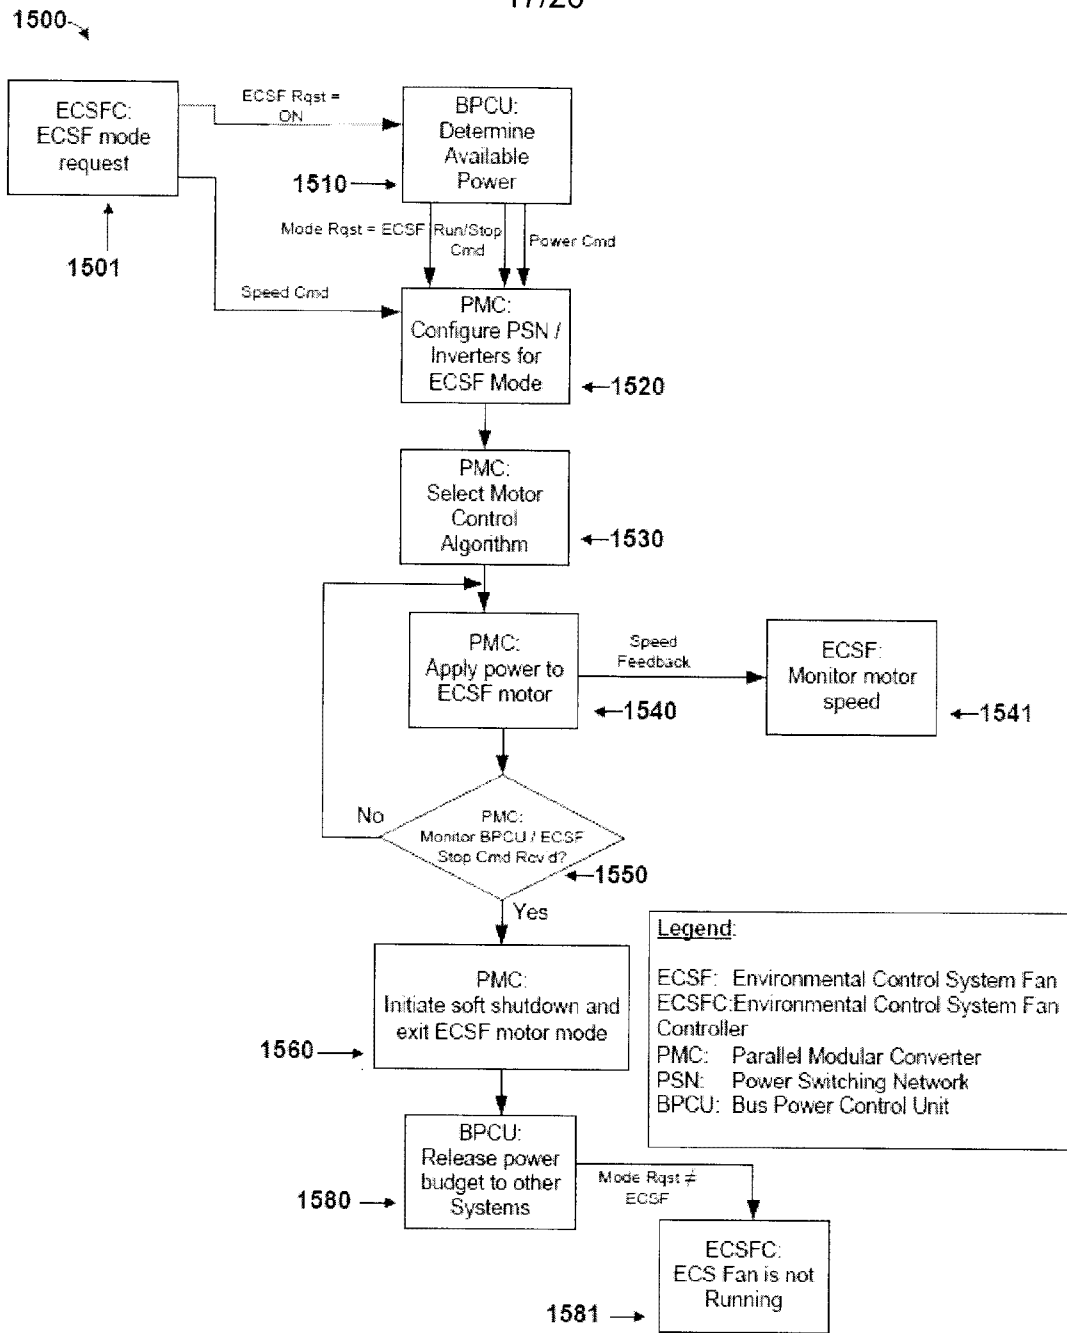 1500
ECSFC:
ECSF mode
request
1501
ECSF Rqst =
ON
BPCU:
Determine
Available
Power
1510
Mode Rqst = ECSF
Run/Stop
Cmd
Power Cmd
Speed Cmd
PMC:
Configure PSN /
Inverters for
ECSF Mode
1520
PMC:
Select Motor
Control
Algorithm
1530
PMC:
Apply power to
ECSF motor
1540
Speed
Feedback
ECSF:
Monitor motor
speed
1541
No
PMC:
Monitor BPCU / ECSF
Stop Cmd Rcv'd?
1550
Yes
PMC:
Initiate soft shutdown and
exit ECSF motor mode
1560
BPCU:
Release power
budget to other
Systems
1580
Mode Rqst ≠
ECSF
ECSFC:
ECS Fan is not
Running
1581
Legend:
ECSF: Environmental Control System Fan
ECSFC:Environmental Control System Fan
Controller
PMC: Parallel Modular Converter
PSN: Power Switching Network
BPCU: Bus Power Control Unit